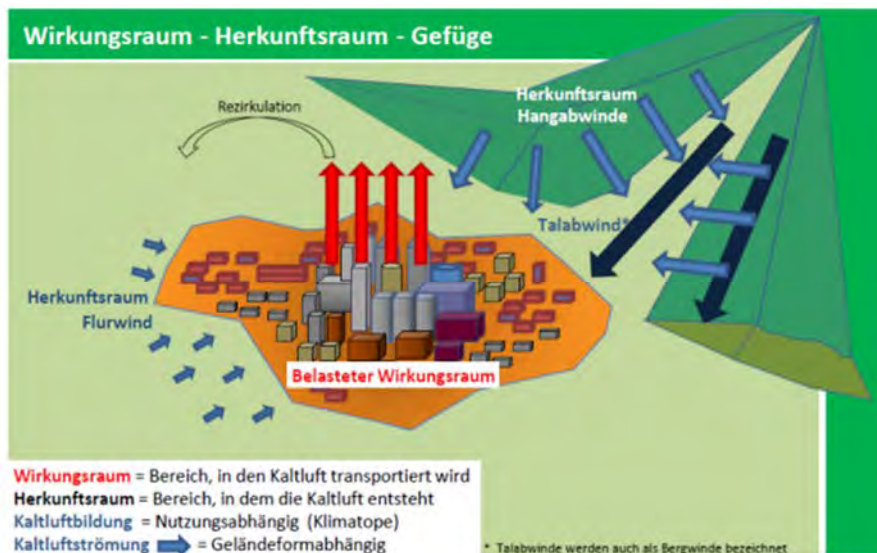 Wirkungsraum - Herkunftsraum - Gefüge
Rezirkulation
Herkunftsraum
Hangabwinde
Talabwind*
Herkunftsraum
Flurwind
Belasteter Wirkungsraum
Wirkungsraum = Bereich, in den Kaltluft transportiert wird
Herkunftsraum = Bereich, in dem die Kaltluft entsteht
Kaltluftbildung = Nutzungsabhängig (Klimatope)
Kaltluftströmung = Geländeformabhängig
* Talabwinde werden auch als Bergwinde bezeichnet